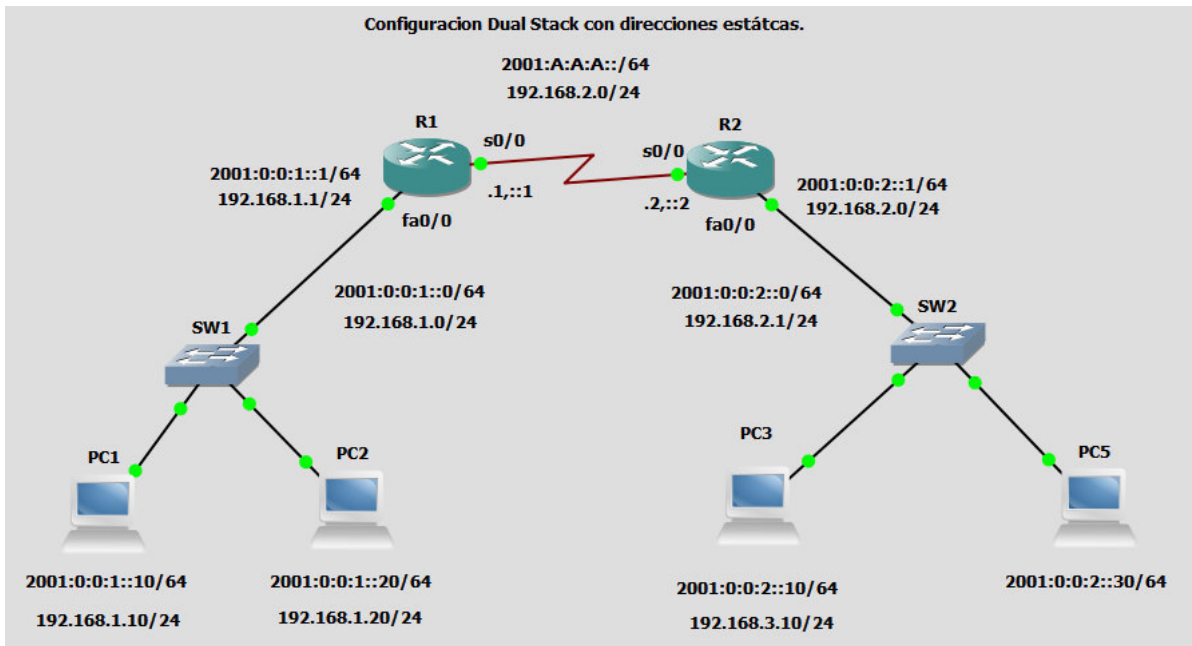 Configuracion Dual Stack con direcciones estátcas.
2001:A:A:A::/64
192.168.2.0/24
R1
R2
s0/0
s0/0
2001:0:0:1::1/64
192.168.1.1/24
.1,::1
.2,::2
2001:0:0:2::1/64
192.168.2.0/24
fa0/0
fa0/0
2001:0:0:1::0/64
192.168.1.0/24
2001:0:0:2::0/64
192.168.2.1/24
SW1
SW2
PC1
PC2
PC3
PC5
2001:0:0:1::10/64
192.168.1.10/24
2001:0:0:1::20/64
192.168.1.20/24
2001:0:0:2::10/64
192.168.3.10/24
2001:0:0:2::30/64